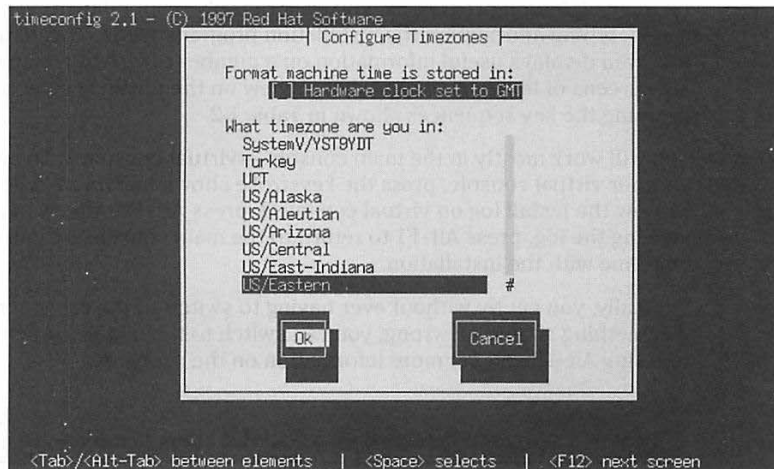 timeconfig 2.1 - (C) 1997 Red Hat Software
Configure Timezones
Format machine time is stored in:
[ ] Hardware clock set to GMT
What timezone are you in:
SystemV/YST9YDT
Turkey
UCT
US/Alaska
US/Aleutian
US/Arizona
US/Central
US/East-Indiana
US/Eastern #
Ok Cancel
<Tab>/<Alt-Tab> between elements | <Space> selects | <F12> next screen